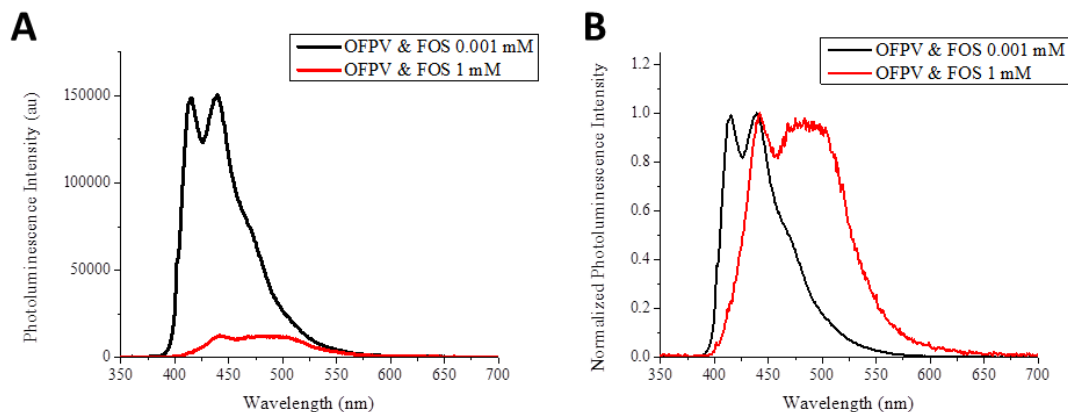 A
OFPV & FOS 0.001 mM
OFPV & FOS 1 mM
Photoluminescence Intensity (au)
150000
100000
50000
0
350 400 450 500 550 600 650 700
Wavelength (nm)
B
OFPV & FOS 0.001 mM
OFPV & FOS 1 mM
Normalized Photoluminescence Intensity
1.2
1.0
0.8
0.6
0.4
0.2
0.0
350 400 450 500 550 600 650 700
Wavelength (nm)